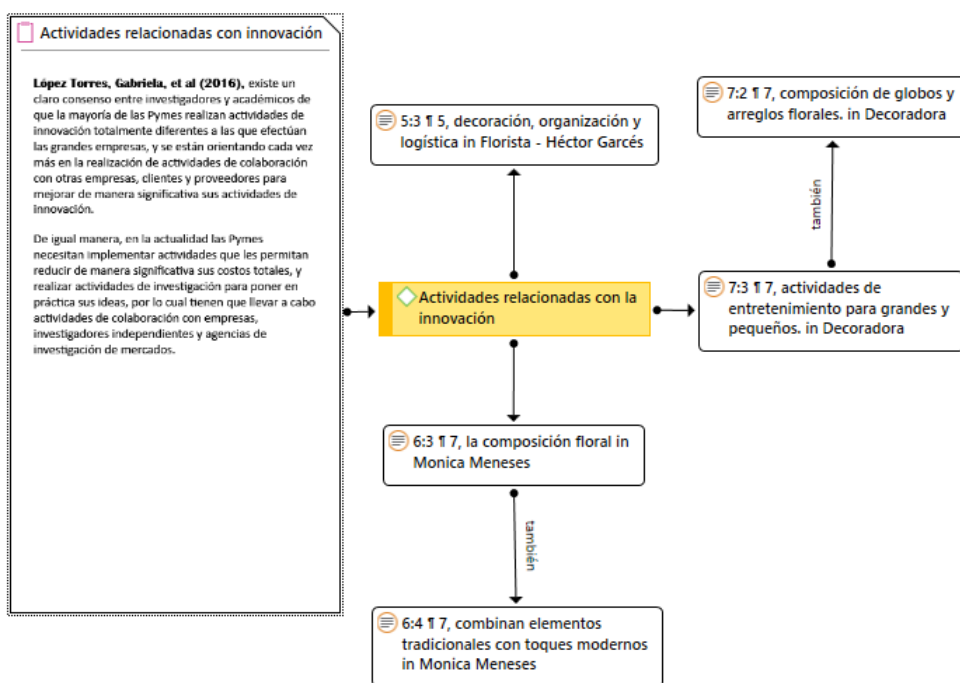 Actividades relacionadas con innovación
López Torres, Gabriela, et al (2016), existe un
claro consenso entre investigadores y académicos de
que la mayoría de las Pymes realizan actividades de
innovación totalmente diferentes a las que efectúan
las grandes empresas, y se están orientando cada vez
más en la realización de actividades de colaboración
con otras empresas, clientes y proveedores para
mejorar de manera significativa sus actividades de
innovación.
De igual manera, en la actualidad las Pymes
necesitan implementar actividades que les permitan
reducir de manera significativa sus costos totales, y
realizar actividades de investigación para poner en
práctica sus ideas, por lo cual tienen que llevar a cabo
actividades de colaboración con empresas,
investigadores independientes y agencias de
investigación de mercados.
5:3 ¶ 5, decoración, organización y
logística in Florista - Héctor Garcés
7:2 ¶ 7, composición de globos y
arreglos florales. in Decoradora
también
Actividades relacionadas con la
innovación
7:3 ¶ 7, actividades de
entretenimiento para grandes y
pequeños. in Decoradora
6:3 ¶ 7, la composición floral in
Monica Meneses
también
6:4 ¶ 7, combinan elementos
tradicionales con toques modernos
in Monica Meneses